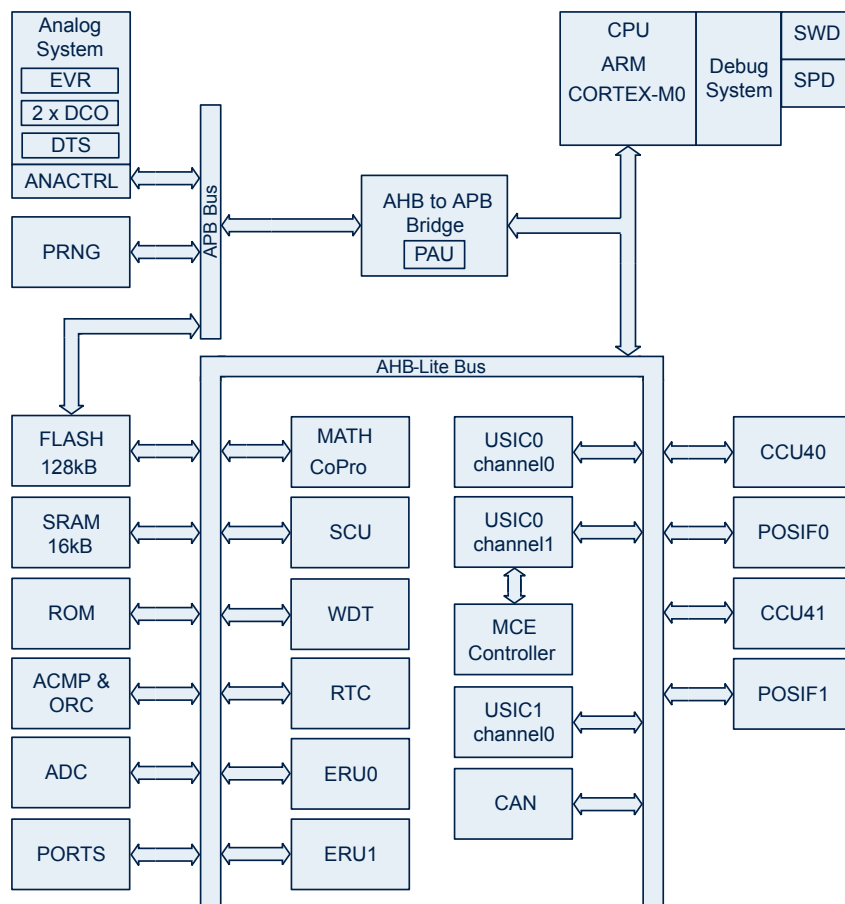 Analog
System
EVR
2 x DCO
DTS
ANACTRL
PRNG
APB Bus
AHB to APB
Bridge
PAU
CPU
ARM
CORTEX-M0
Debug
System
SWD
SPD
AHB-Lite Bus
FLASH
128kB
SRAM
16kB
ROM
ACMP &
ORC
ADC
PORTS
MATH
CoPro
SCU
WDT
RTC
ERU0
ERU1
USIC0
channel0
USIC0
channel1
MCE
Controller
USIC1
channel0
CAN
CCU40
POSIF0
CCU41
POSIF1